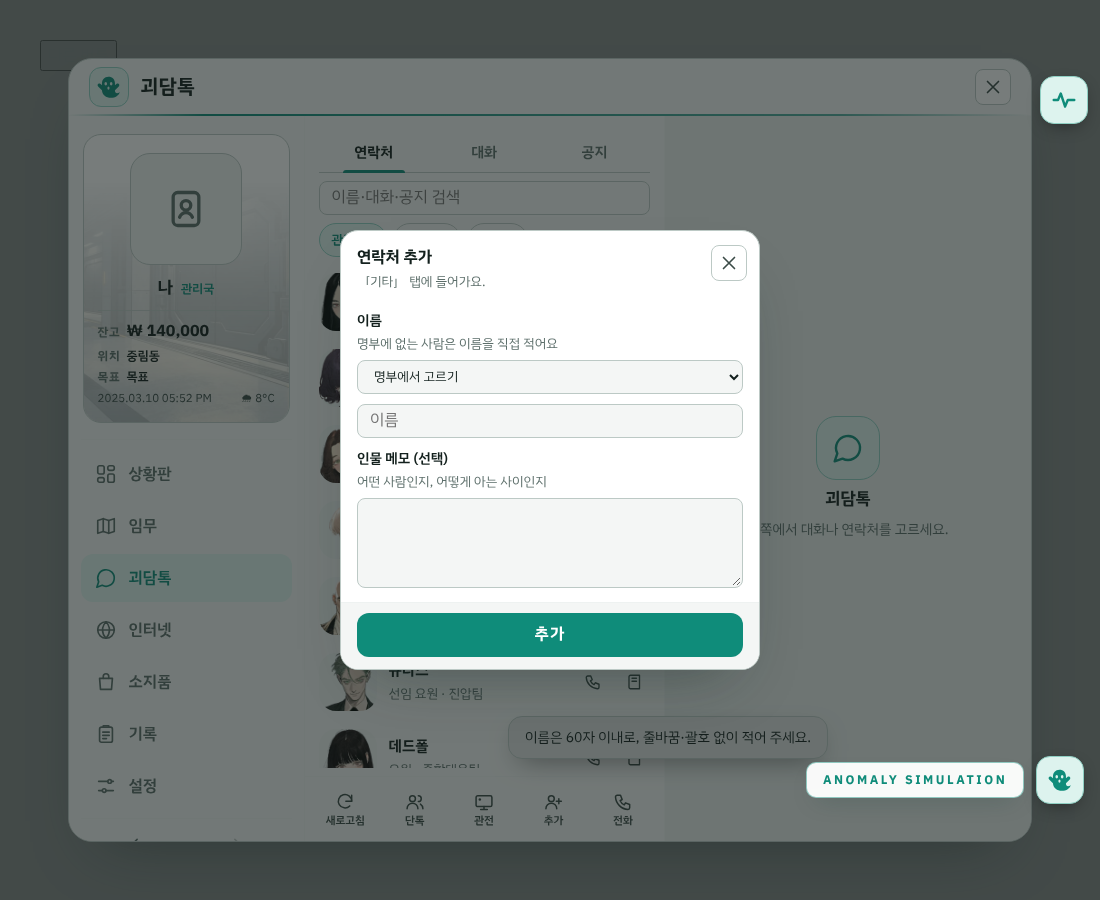 괴담톡
나 관리국
잔고 ₩ 140,000
위치 중림동
목표 목표
2025.03.10 05:52 PM 8°C
상황판
임무
괴담톡
인터넷
소지품
기록
설정
연락처 대화 공지
이름·대화·공지 검색
연락처 추가
「기타」 탭에 들어가요.
이름
명부에 없는 사람은 이름을 직접 적어요
명부에서 고르기
이름
인물 메모 (선택)
어떤 사람인지, 어떻게 아는 사이인지
추가
선임 요원 · 진압팀
데드폴
새로고침 단톡 관전 추가 전화
괴담톡
쪽에서 대화나 연락처를 고르세요.
이름은 60자 이내로, 줄바꿈·괄호 없이 적어 주세요.
ANOMALY SIMULATION